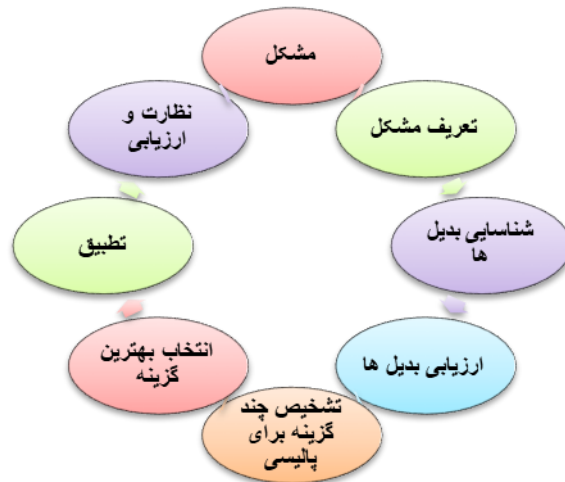 مشکل
تعریف مشکل
شناسایی بدیل
ها
ارزیابی بدیل ها
تشخیص چند
گزینه برای
پالیسی
انتخاب بهترین
گزینه
تطبیق
نظارت و
ارزیابی